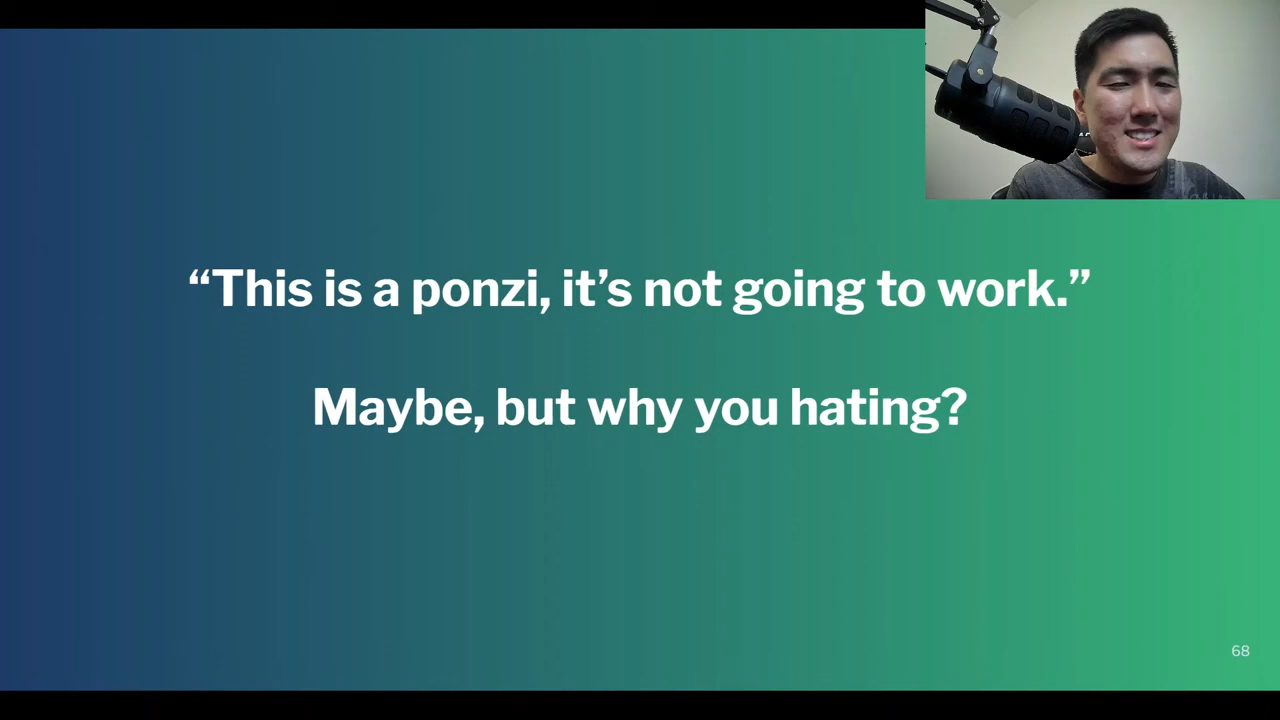 “This is a ponzi, it’s not going to work.”
Maybe, but why you hating?
68